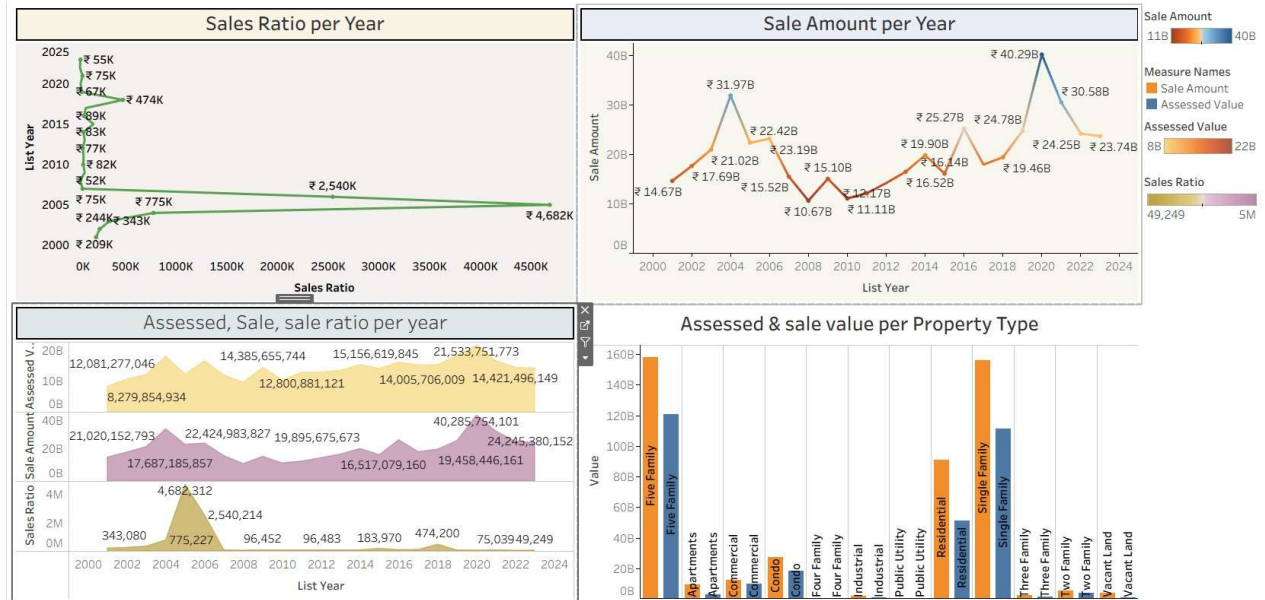 Sales Ratio per Year
2025
2020
2015
2010
2005
2000
List Year
₹ 55K
₹ 75K
₹ 67K
₹ 474K
₹ 89K
₹ 83K
₹ 77K
₹ 82K
₹ 52K
₹ 2,540K
₹ 75K
₹ 775K
₹ 4,682K
₹ 244K
₹ 343K
₹ 209K
0K 500K 1000K 1500K 2000K 2500K 3000K 3500K 4000K 4500K
Sales Ratio
Sale Amount per Year
40B
30B
20B
10B
0B
Sale Amount
₹ 40.29B
₹ 31.97B
₹ 30.58B
₹ 25.27B
₹ 24.78B
₹ 22.42B
₹ 23.19B
₹ 19.90B
₹ 24.25B
₹ 23.74B
₹ 21.02B
₹ 15.10B
₹ 16.14B
₹ 19.46B
₹ 17.69B
₹ 15.52B
₹ 12.17B
₹ 16.52B
₹ 14.67B
₹ 10.67B
₹ 11.11B
2000 2002 2004 2006 2008 2010 2012 2014 2016 2018 2020 2022 2024
List Year
Sale Amount
11B 40B
Measure Names
Sale Amount
Assessed Value
Assessed Value
8B 22B
Sales Ratio
49,249 5M
Assessed, Sale, sale ratio per year
20B
10B
0B
Assessed V..
12,081,277,046
14,385,655,744
15,156,619,845
21,533,751,773
8,279,854,934
12,800,881,121
14,005,706,009
14,421,496,149
40B
20B
0B
Sale Amount
21,020,152,793
22,424,983,827
19,895,675,673
40,285,754,101
24,245,380,152
17,687,185,857
16,517,079,160
19,458,446,161
4M
2M
0M
Sales Ratio
4,682,312
2,540,214
343,080
775,227
96,452
96,483
183,970
474,200
75,039
49,249
2000 2002 2004 2006 2008 2010 2012 2014 2016 2018 2020 2022 2024
List Year
Assessed & sale value per Property Type
160B
140B
120B
100B
80B
60B
40B
20B
0B
Value
Five Family
Five Family
Apartments
Apartments
Commercial
Commercial
Condo
Condo
Four Family
Four Family
Industrial
Industrial
Public Utility
Public Utility
Residential
Residential
Single Family
Single Family
Three Family
Three Family
Two Family
Two Family
Vacant Land
Vacant Land